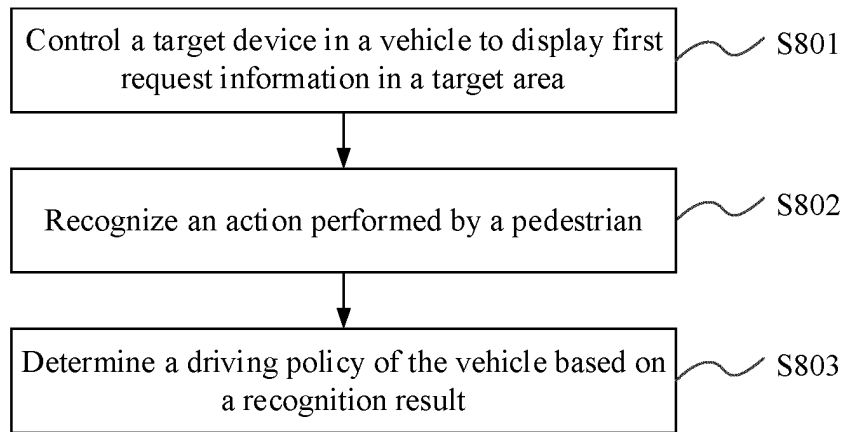 Control a target device in a vehicle to display first
request information in a target area
S801
Recognize an action performed by a pedestrian
S802
Determine a driving policy of the vehicle based on
a recognition result
S803